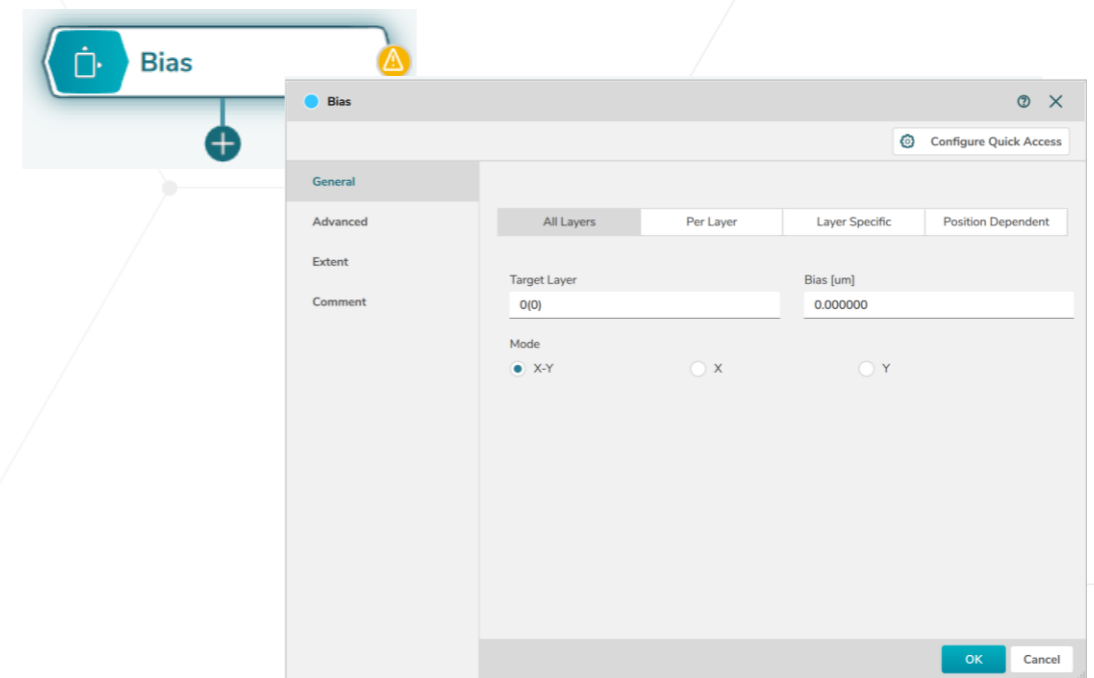 Bias
Bias
Configure Quick Access
General
Advanced
Extent
Comment
All Layers Per Layer Layer Specific Position Dependent
Target Layer Bias [um]
0(0) 0.000000
Mode
X-Y X Y
OK Cancel